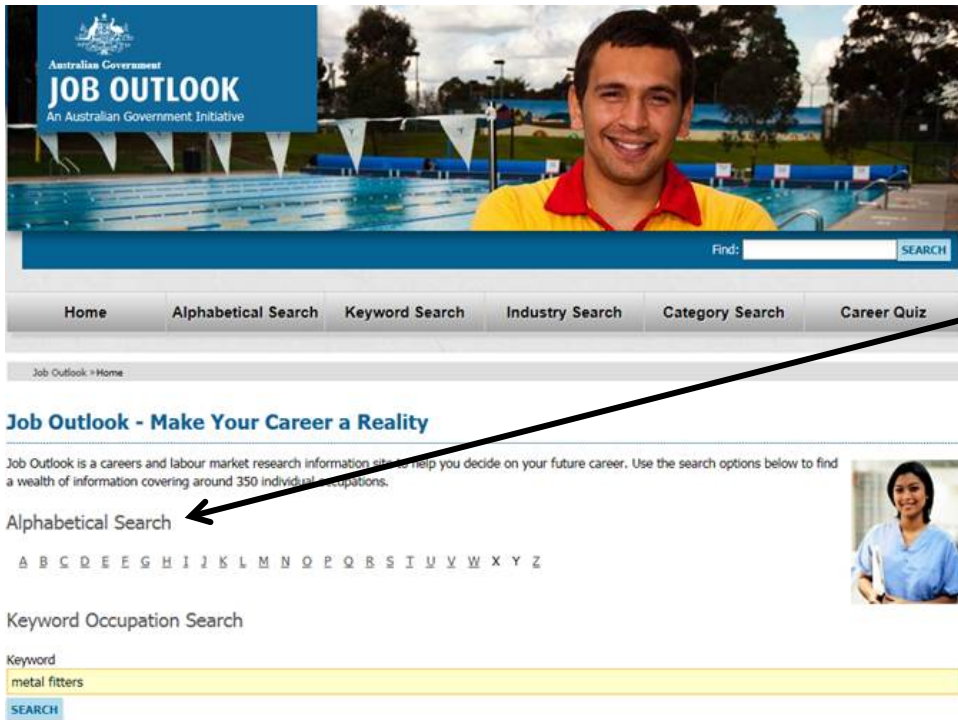 Australian Government
JOB OUTLOOK
An Australian Government Initiative
Find:
SEARCH
Home Alphabetical Search Keyword Search Industry Search Category Search Career Quiz
Job Outlook > Home
Job Outlook - Make Your Career a Reality
Job Outlook is a careers and labour market research information site to help you decide on your future career. Use the search options below to find
a wealth of information covering around 350 individual occupations.
Alphabetical Search
A B C D E F G H I J K L M N O P Q R S T U V W X Y Z
Keyword Occupation Search
Keyword
metal fitters
SEARCH